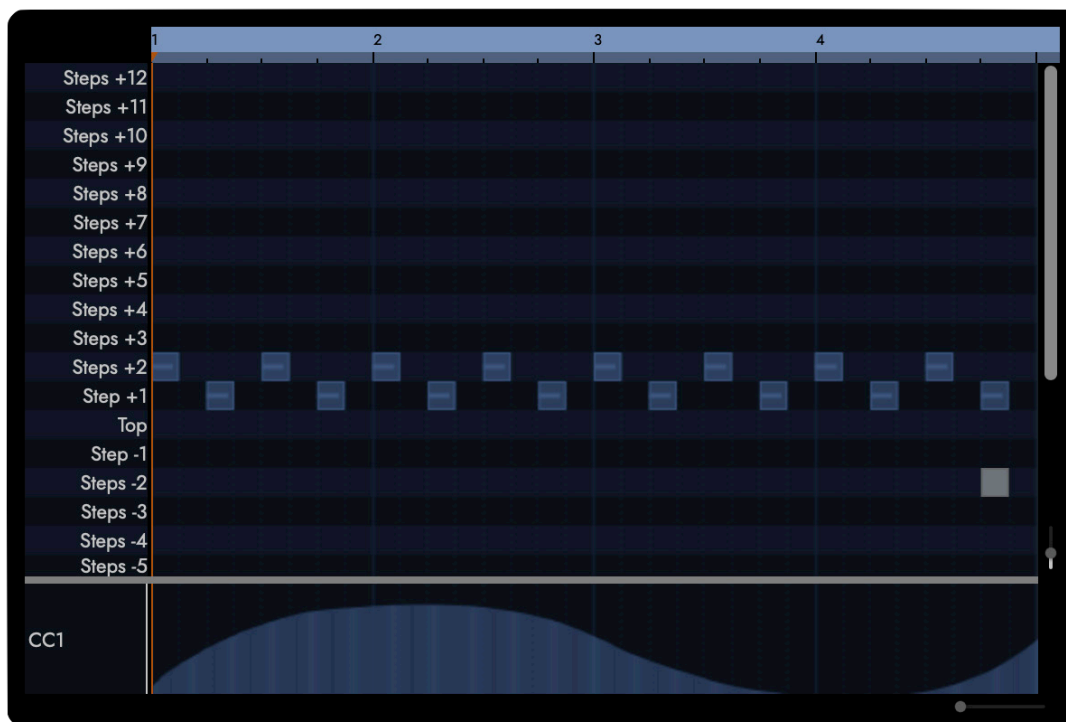 1 2 3 4
Steps +12
Steps +11
Steps +10
Steps +9
Steps +8
Steps +7
Steps +6
Steps +5
Steps +4
Steps +3
Steps +2
Step +1
Top
Step -1
Steps -2
Steps -3
Steps -4
Steps -5
CC1